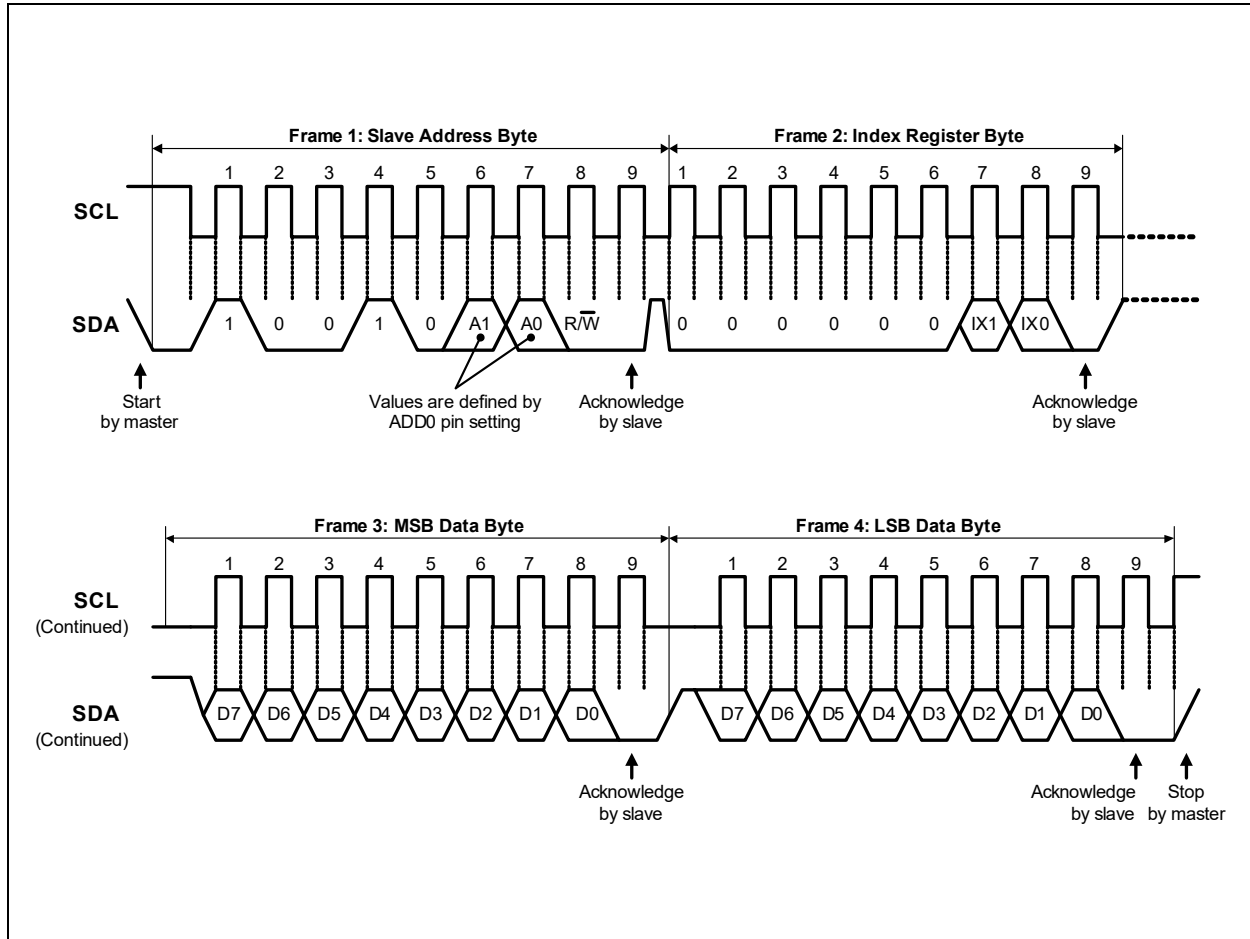 Frame 1: Slave Address Byte
Frame 2: Index Register Byte
1 2 3 4 5 6 7 8 9 1 2 3 4 5 6 7 8 9
SCL
SDA
1 0 0 1 0 A1 A0 R/W̅ 0 0 0 0 0 0 IX1 IX0
Start
by master
Values are defined by
ADD0 pin setting
Acknowledge
by slave
Acknowledge
by slave
Frame 3: MSB Data Byte
Frame 4: LSB Data Byte
1 2 3 4 5 6 7 8 9 1 2 3 4 5 6 7 8 9
SCL
(Continued)
SDA
(Continued)
D7 D6 D5 D4 D3 D2 D1 D0 D7 D6 D5 D4 D3 D2 D1 D0
Acknowledge
by slave
Acknowledge
by slave
Stop
by master